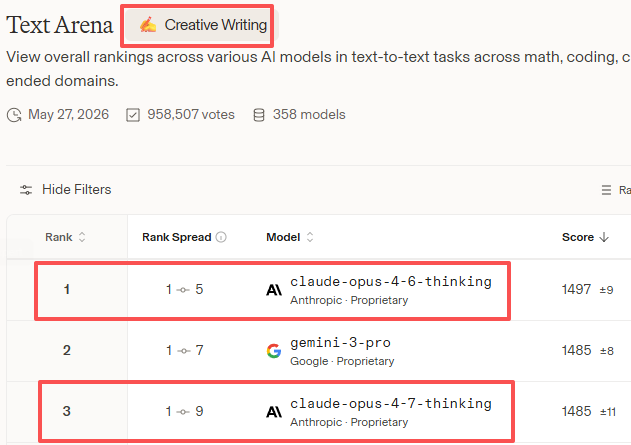 Text Arena ✍️ Creative Writing
View overall rankings across various AI models in text-to-text tasks across math, coding, c
ended domains.
May 27, 2026 958,507 votes 358 models
Hide Filters Ra
Rank Rank Spread Model Score
1 1 5 claude-opus-4-6-thinking 1497 ±9
Anthropic · Proprietary
2 1 7 gemini-3-pro 1485 ±8
Google · Proprietary
3 1 9 claude-opus-4-7-thinking 1485 ±11
Anthropic · Proprietary